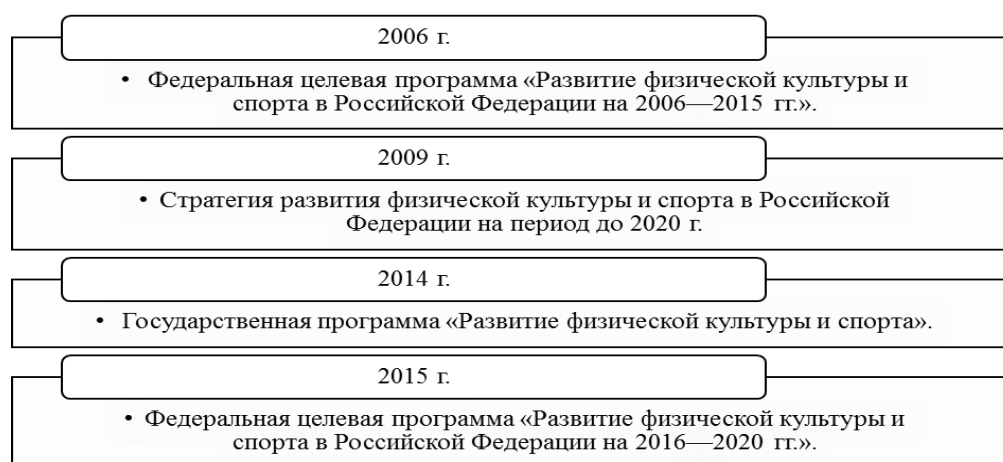 2006 г.
• Федеральная целевая программа «Развитие физической культуры и
спорта в Российской Федерации на 2006—2015 гг.».
2009 г.
• Стратегия развития физической культуры и спорта в Российской
Федерации на период до 2020 г.
2014 г.
• Государственная программа «Развитие физической культуры и спорта».
2015 г.
• Федеральная целевая программа «Развитие физической культуры и
спорта в Российской Федерации на 2016—2020 гг.».